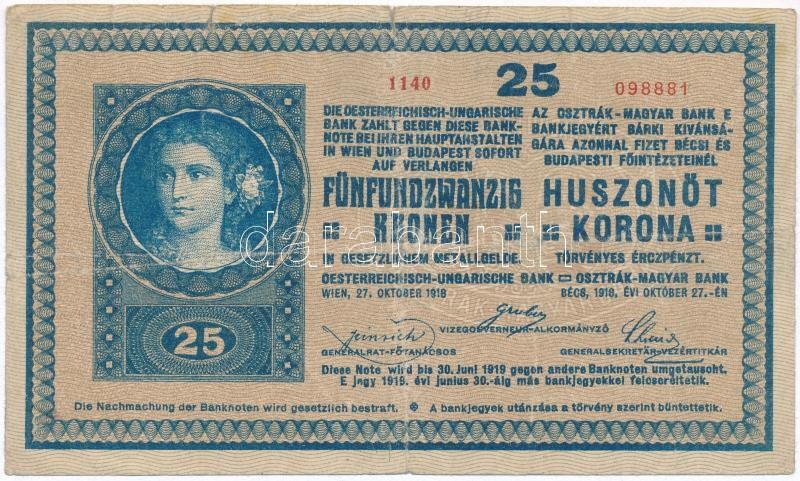 1140
25
098881
DIE OESTERREICHISCH-UNGARISCHE
BANK ZAHLT GEGEN DIESE BANK-
NOTE BEI IHREN HAUPTANSTALTEN
IN WIEN UND BUDAPEST SOFORT
AUF VERLANGEN
FÜNFUNDZWANZIG
KRONEN
IN GESETZLICHEM METALLGELDE.
AZ OSZTRÁK-MAGYAR BANK E
BANKJEGYÉRT BÁRKI KIVÁNSÁ-
GÁRA AZONNAL FIZET BÉCSI ÉS
BUDAPESTI FŐINTÉZETEINÉL
HUSZONÖT
KORONA
TÖRVÉNYES ÉRCZPÉNZT.
OESTERREICHISCH-UNGARISCHE BANK OSZTRÁK-MAGYAR BANK
WIEN, 27. OKTOBER 1918 BÉCS, 1918. ÉVI OKTOBER 27.-ÉN
VIZEGOUVERNEUR-ALKORMÁNYZÓ
GENERALRAT-FŐTANÁCSOS GENERALSEKRETÄR-VEZÉRTITKÁR
25
Diese Note wird bis 30. Juni 1919 gegen andere Banknoten umgetauscht.
E jegy 1919. évi junius 30.-áig más bankjegyekkel felcseréltetik.
Die Nachmachung der Banknoten wird gesetzlich bestraft. A bankjegyek utánzása a törvény szerint büntettetik.
darabanth